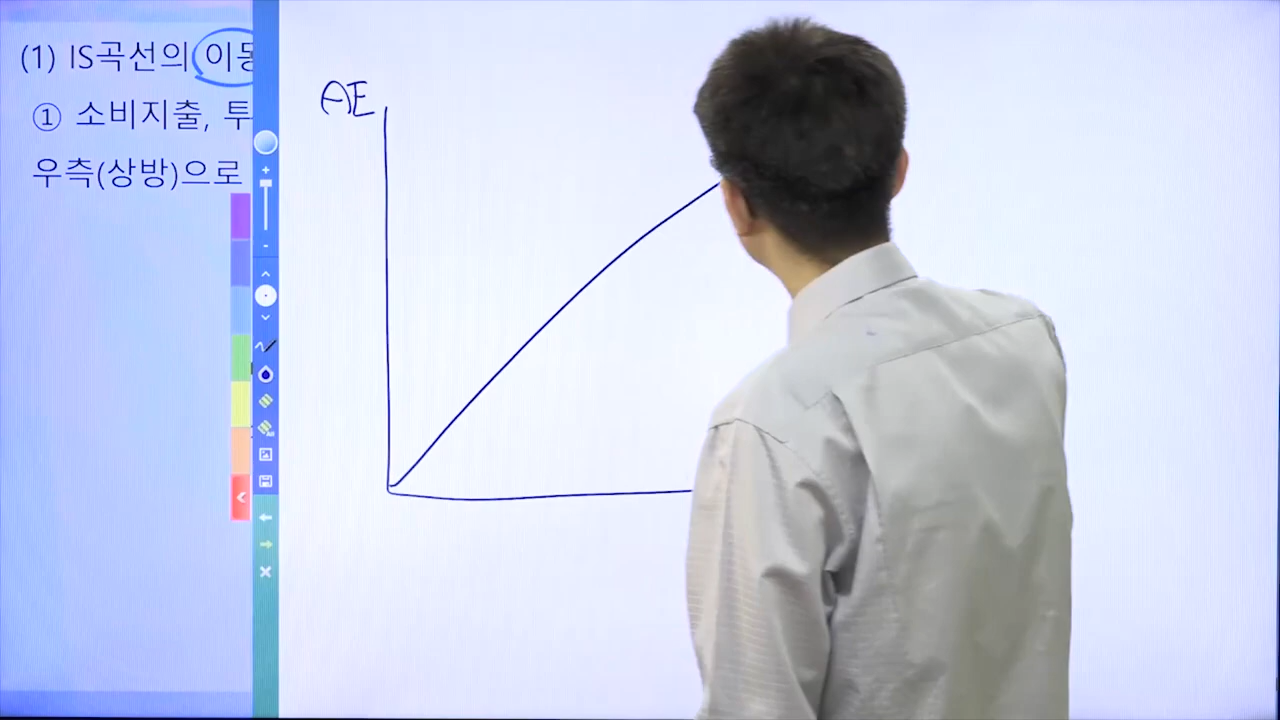 (1) IS곡선의 이동
① 소비지출, 투
우측(상방)으로
AE